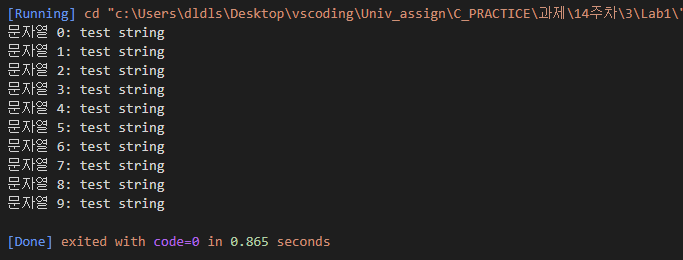 [Running] cd "c:\Users\dldls\Desktop\vscoding\Univ_assign\C_PRACTICE\과제\14주차\3\Lab1\"
문자열 0: test string
문자열 1: test string
문자열 2: test string
문자열 3: test string
문자열 4: test string
문자열 5: test string
문자열 6: test string
문자열 7: test string
문자열 8: test string
문자열 9: test string
[Done] exited with code=0 in 0.865 seconds